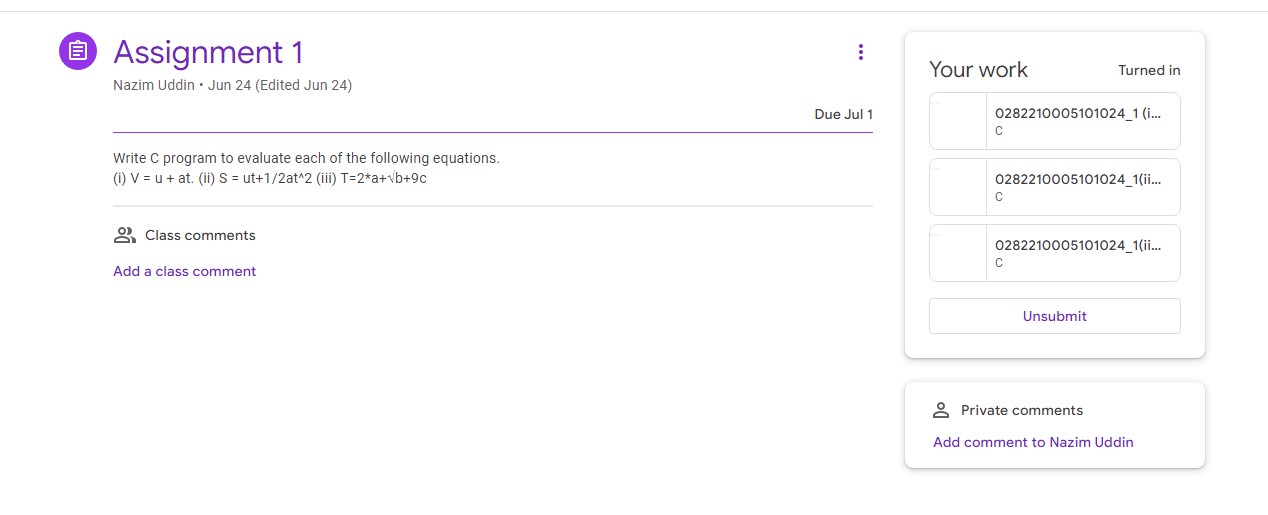 Assignment 1
Nazim Uddin • Jun 24 (Edited Jun 24)
Due Jul 1
Write C program to evaluate each of the following equations.
(i) V = u + at. (ii) S = ut+1/2at^2 (iii) T=2*a+√b+9c
Class comments
Add a class comment
Your work
Turned in
0282210005101024_1 (i...
C
0282210005101024_1(ii...
C
0282210005101024_1(ii...
C
Unsubmit
Private comments
Add comment to Nazim Uddin